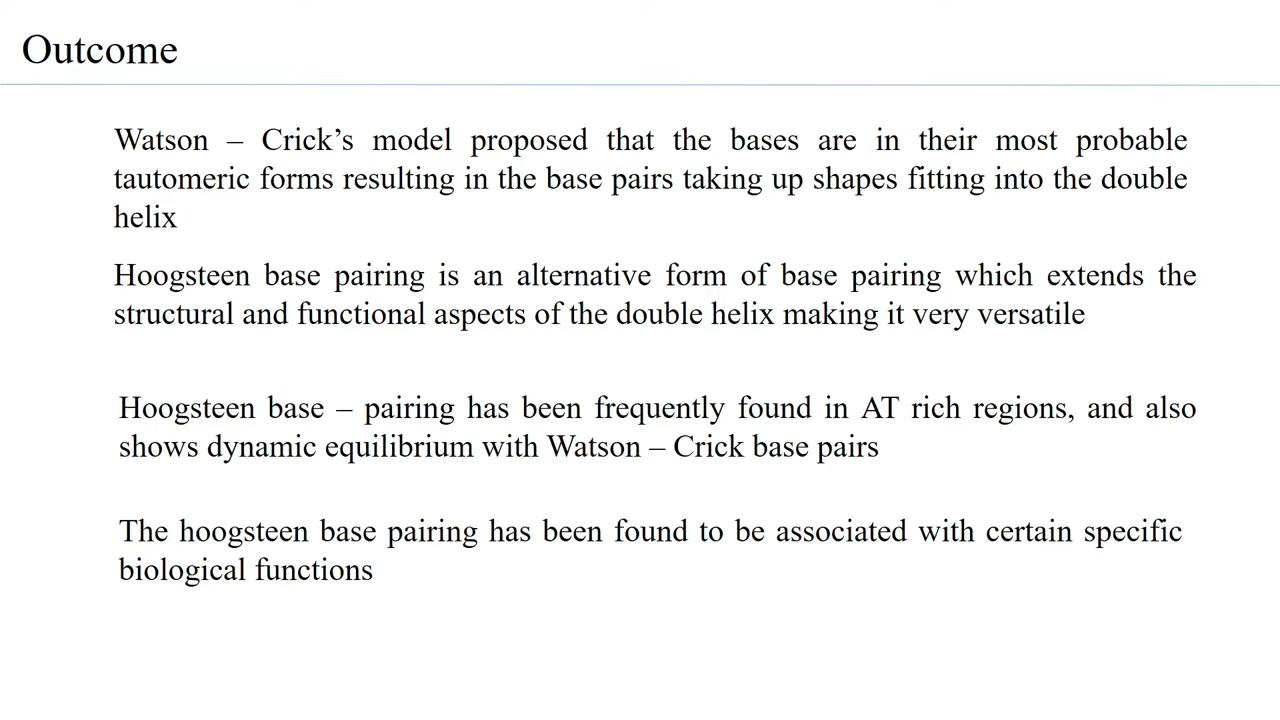 Outcome
Watson – Crick’s model proposed that the bases are in their most probable
tautomeric forms resulting in the base pairs taking up shapes fitting into the double
helix
Hoogsteen base pairing is an alternative form of base pairing which extends the
structural and functional aspects of the double helix making it very versatile
Hoogsteen base – pairing has been frequently found in AT rich regions, and also
shows dynamic equilibrium with Watson – Crick base pairs
The hoogsteen base pairing has been found to be associated with certain specific
biological functions